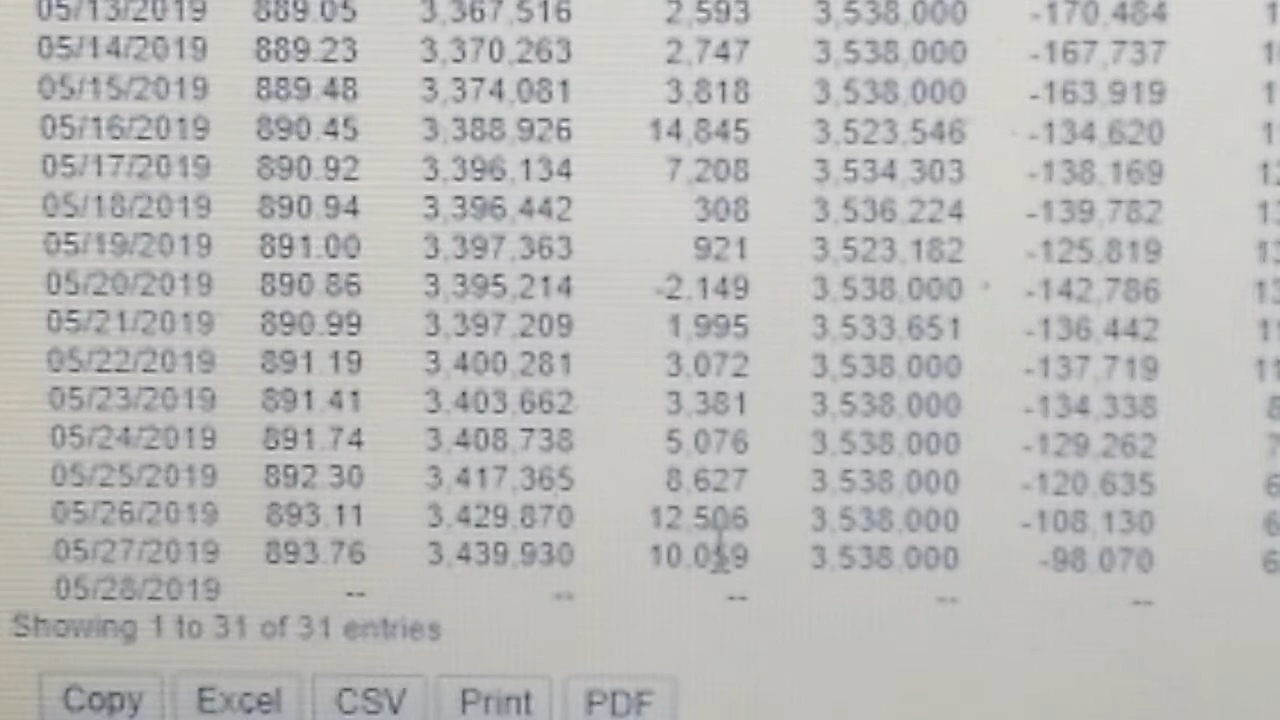 05/13/2019 889.05 3,367,516 2,593 3,538,000 -170,484
05/14/2019 889.23 3,370,263 2,747 3,538,000 -167,737
05/15/2019 889.48 3,374,081 3,818 3,538,000 -163,919
05/16/2019 890.45 3,388,926 14,845 3,523,546 -134,620
05/17/2019 890.92 3,396,134 7,208 3,534,303 -138,169
05/18/2019 890.94 3,396,442 308 3,536,224 -139,782
05/19/2019 891.00 3,397,363 921 3,523,182 -125,819
05/20/2019 890.86 3,395,214 -2,149 3,538,000 -142,786
05/21/2019 890.99 3,397,209 1,995 3,533,651 -136,442
05/22/2019 891.19 3,400,281 3,072 3,538,000 -137,719
05/23/2019 891.41 3,403,662 3,381 3,538,000 -134,338
05/24/2019 891.74 3,408,738 5,076 3,538,000 -129,262
05/25/2019 892.30 3,417,365 8,627 3,538,000 -120,635
05/26/2019 893.11 3,429,870 12,506 3,538,000 -108,130
05/27/2019 893.76 3,439,930 10,059 3,538,000 -98,070
05/28/2019 -- -- -- -- --
Showing 1 to 31 of 31 entries
Copy Excel CSV Print PDF